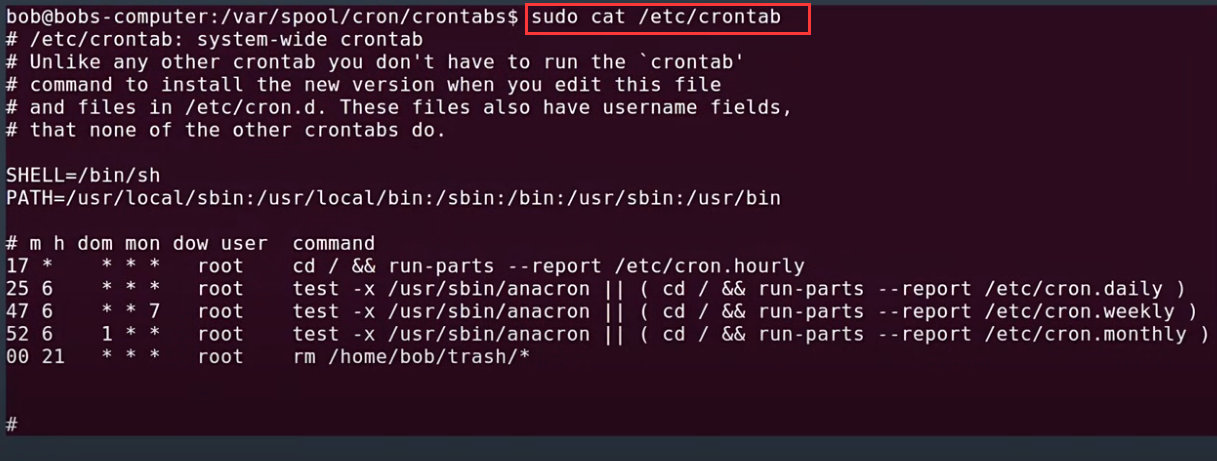 bob@bobs-computer:/var/spool/cron/crontabs$ sudo cat /etc/crontab
# /etc/crontab: system-wide crontab
# Unlike any other crontab you don't have to run the `crontab'
# command to install the new version when you edit this file
# and files in /etc/cron.d. These files also have username fields,
# that none of the other crontabs do.

SHELL=/bin/sh
PATH=/usr/local/sbin:/usr/local/bin:/sbin:/bin:/usr/sbin:/usr/bin

# m h dom mon dow user  command
17 *    * * *   root    cd / && run-parts --report /etc/cron.hourly
25 6    * * *   root    test -x /usr/sbin/anacron || ( cd / && run-parts --report /etc/cron.daily )
47 6    * * 7   root    test -x /usr/sbin/anacron || ( cd / && run-parts --report /etc/cron.weekly )
52 6    1 * *   root    test -x /usr/sbin/anacron || ( cd / && run-parts --report /etc/cron.monthly )
00 21   * * *   root    rm /home/bob/trash/*

#